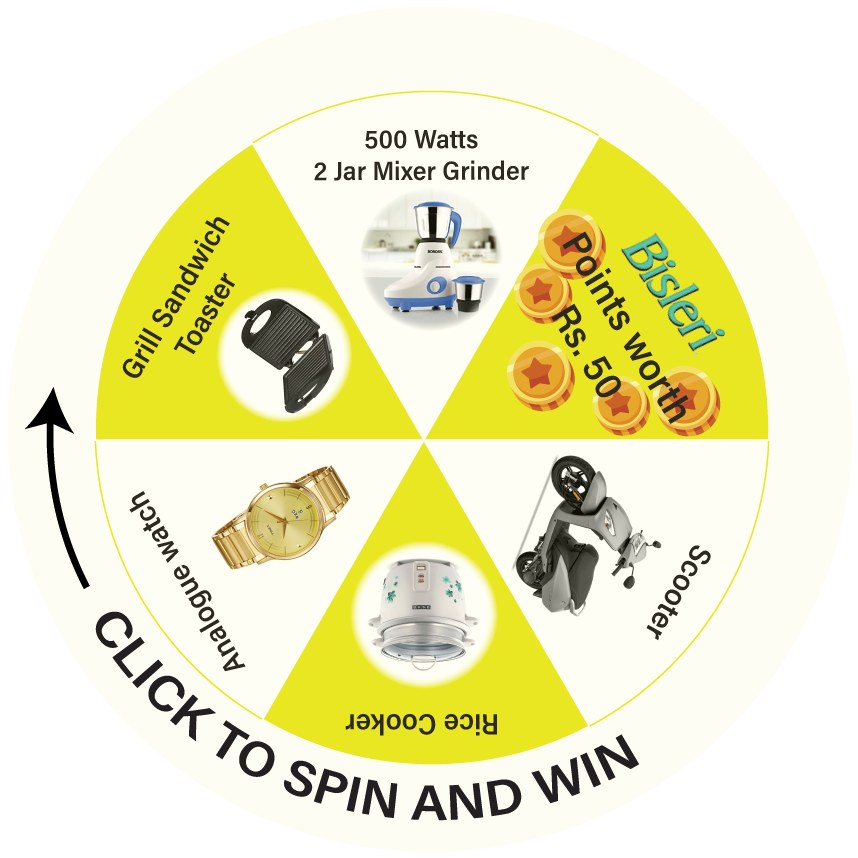 500 Watts
2 Jar Mixer Grinder
Bisleri
Points worth
Rs. 50
Scooter
Rice Cooker
Analogue watch
Grill Sandwich
Toaster
CLICK TO SPIN AND WIN